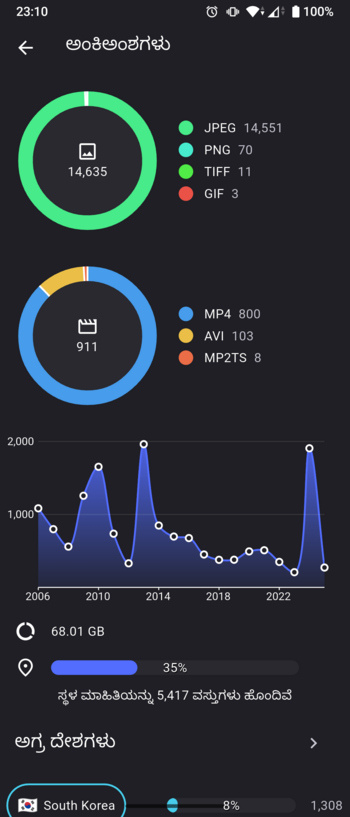 23:10 100%
ಅಂಕಿಅಂಶಗಳು
14,635
JPEG 14,551
PNG 70
TIFF 11
GIF 3
911
MP4 800
AVI 103
MP2TS 8
2,000
1,000
2006 2010 2014 2018 2022
68.01 GB
35%
ಸ್ಥಳ ಮಾಹಿತಿಯನ್ನು 5,417 ವಸ್ತುಗಳು ಹೊಂದಿವೆ
ಅಗ್ರ ದೇಶಗಳು
South Korea 8% 1,308